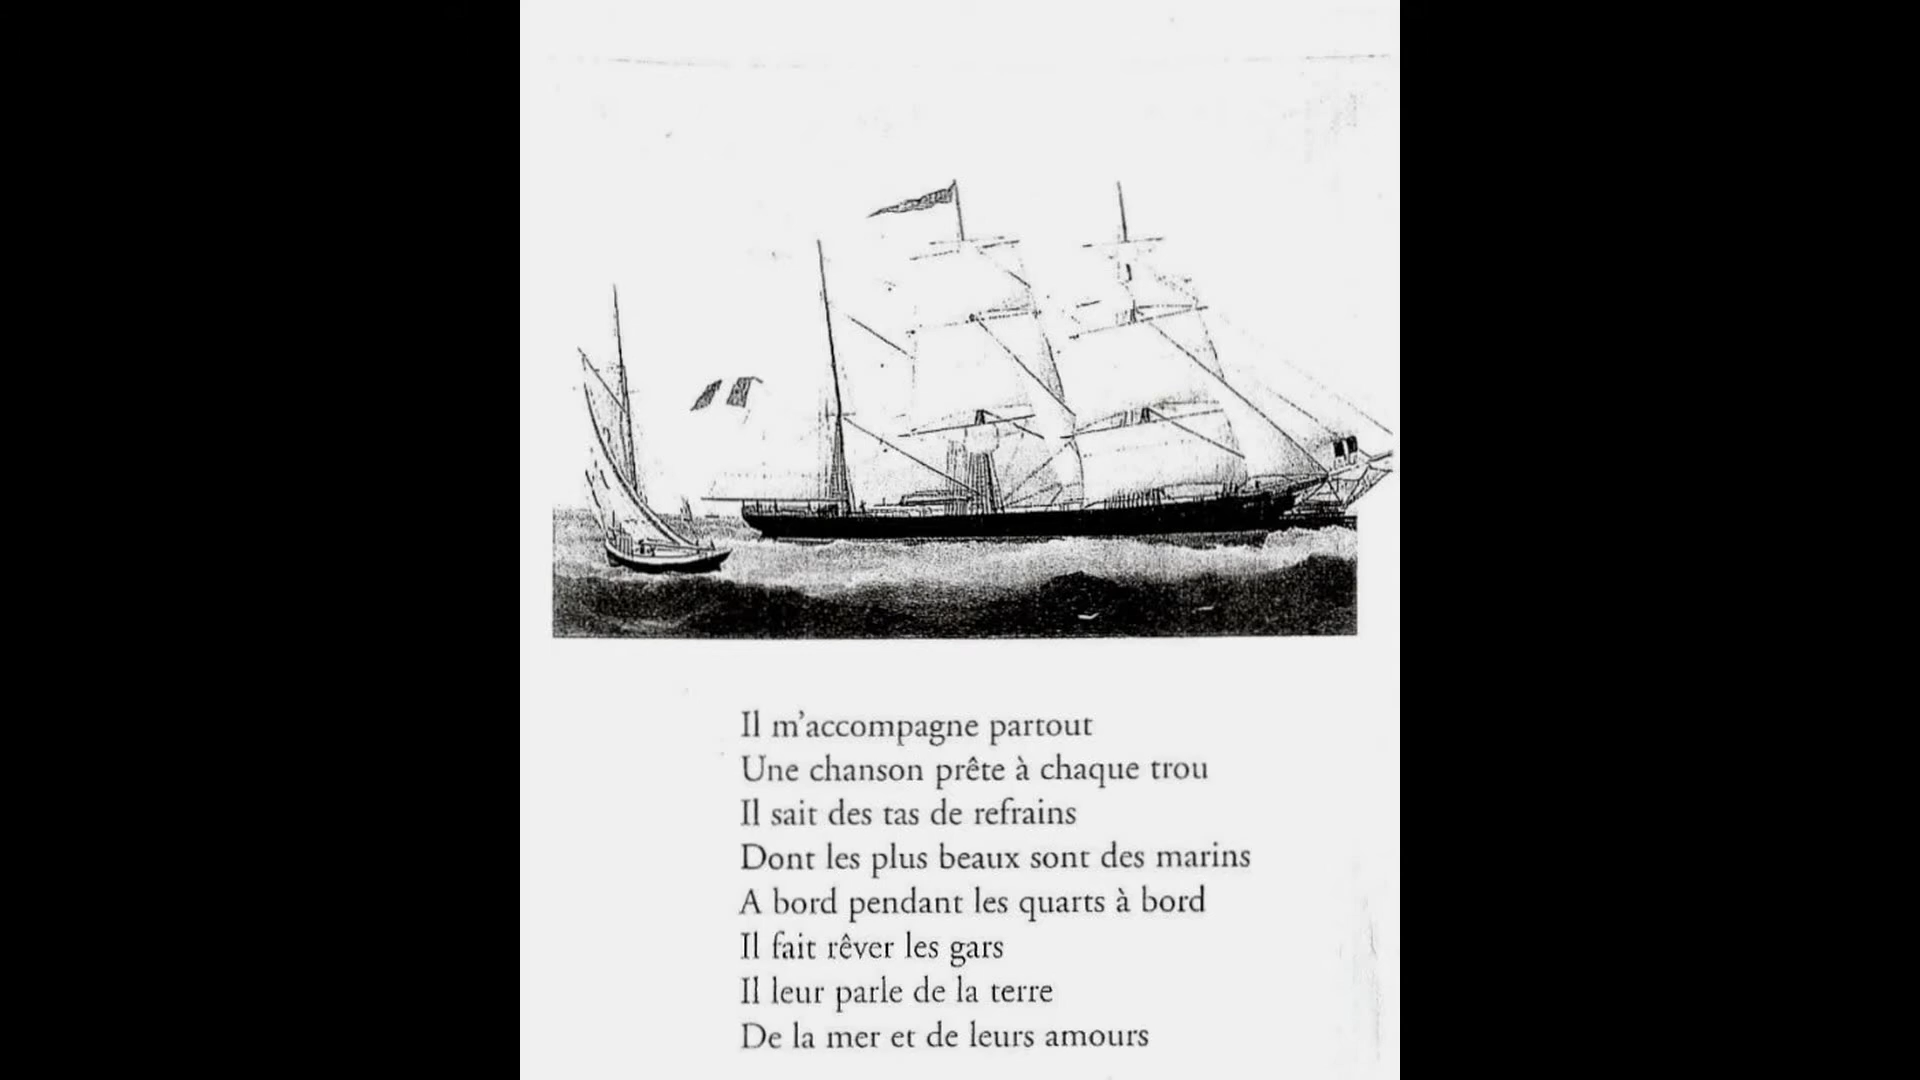 Il m'accompagne partout
Une chanson prête à chaque trou
Il sait des tas de refrains
Dont les plus beaux sont des marins
A bord pendant les quarts à bord
Il fait rêver les gars
Il leur parle de la terre
De la mer et de leurs amours